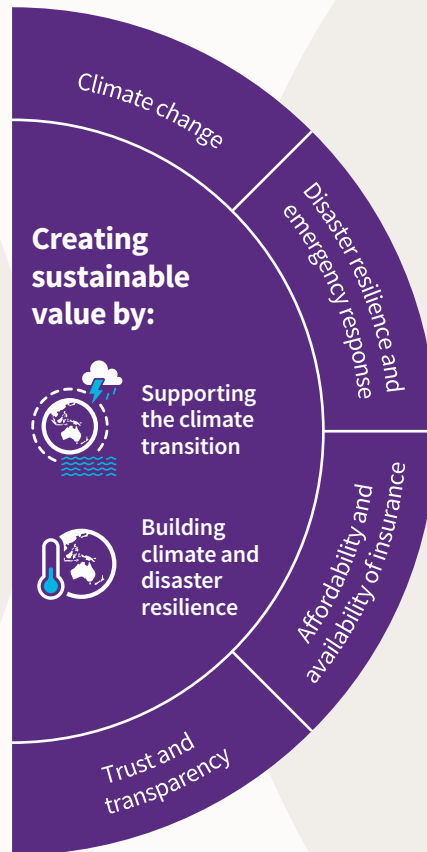 Climate change
Disaster resilience and
emergency response
Creating
sustainable
value by:
Supporting
the climate
transition
Building
climate and
disaster
resilience
Affordability and
availability of insurance
Trust and
transparency